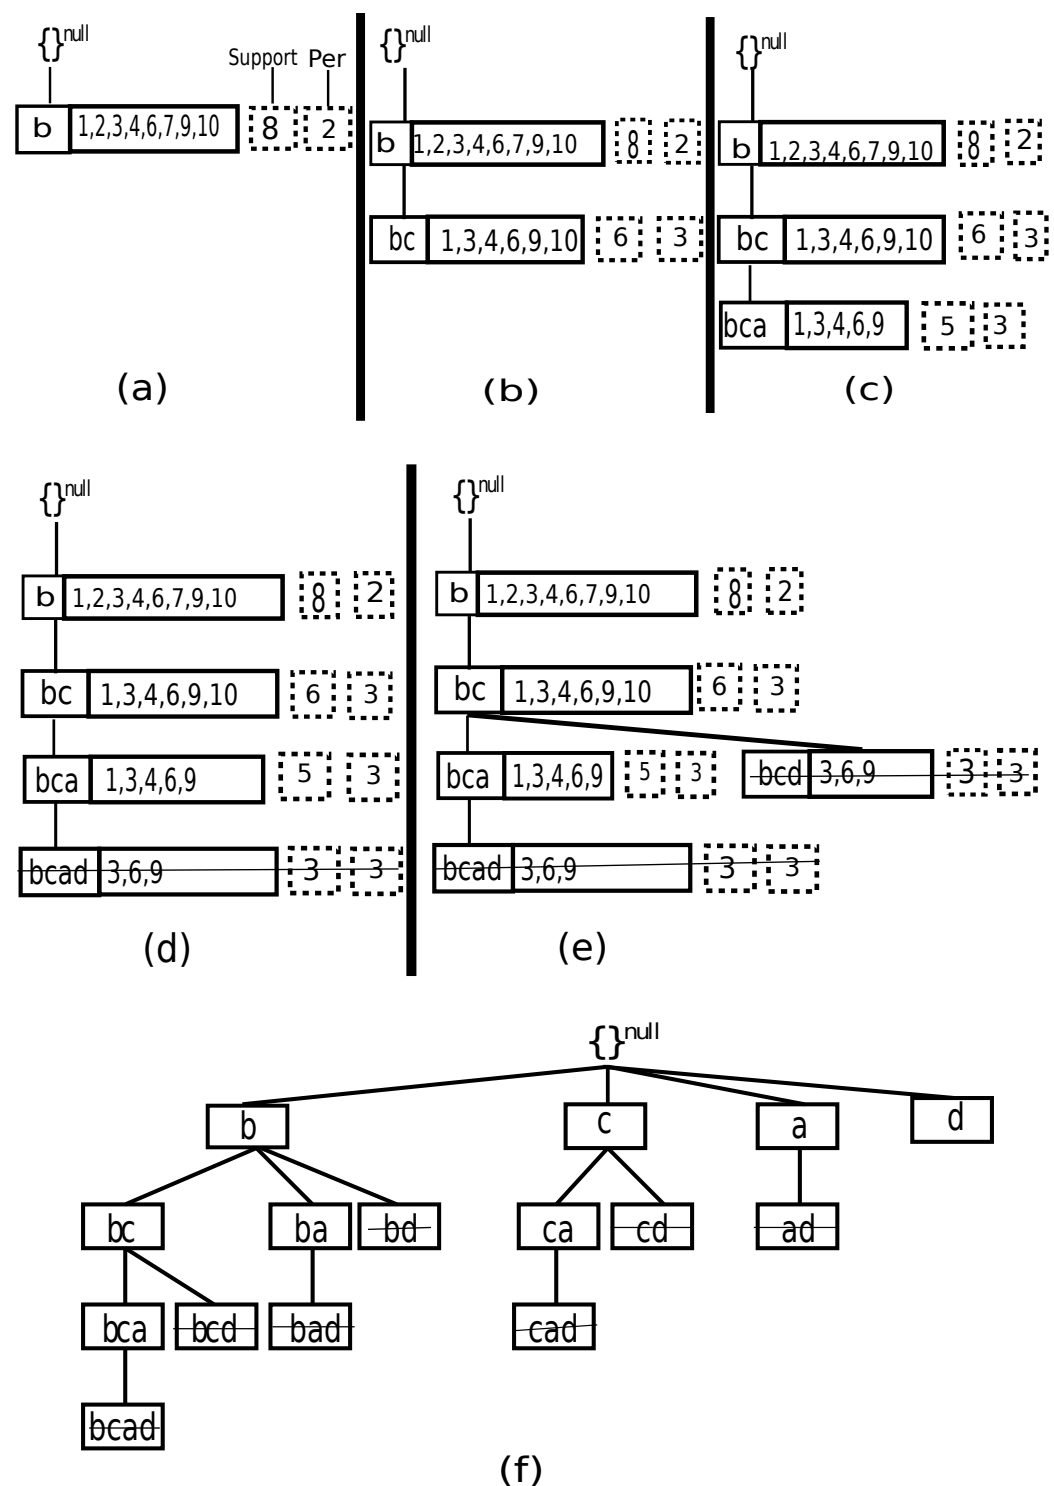 {}null
Support Per
b 1,2,3,4,6,7,9,10 8 2
(a)
{}null
b 1,2,3,4,6,7,9,10 8 2
bc 1,3,4,6,9,10 6 3
(b)
{}null
b 1,2,3,4,6,7,9,10 8 2
bc 1,3,4,6,9,10 6 3
bca 1,3,4,6,9 5 3
(c)
{}null
b 1,2,3,4,6,7,9,10 8 2
bc 1,3,4,6,9,10 6 3
bca 1,3,4,6,9 5 3
bcad 3,6,9 3 3
(d)
{}null
b 1,2,3,4,6,7,9,10 8 2
bc 1,3,4,6,9,10 6 3
bca 1,3,4,6,9 5 3 bcd 3,6,9 3 3
bcad 3,6,9 3 3
(e)
{}null
b c a d
bc ba bd ca cd ad
bca bcd bad cad
bcad
(f)